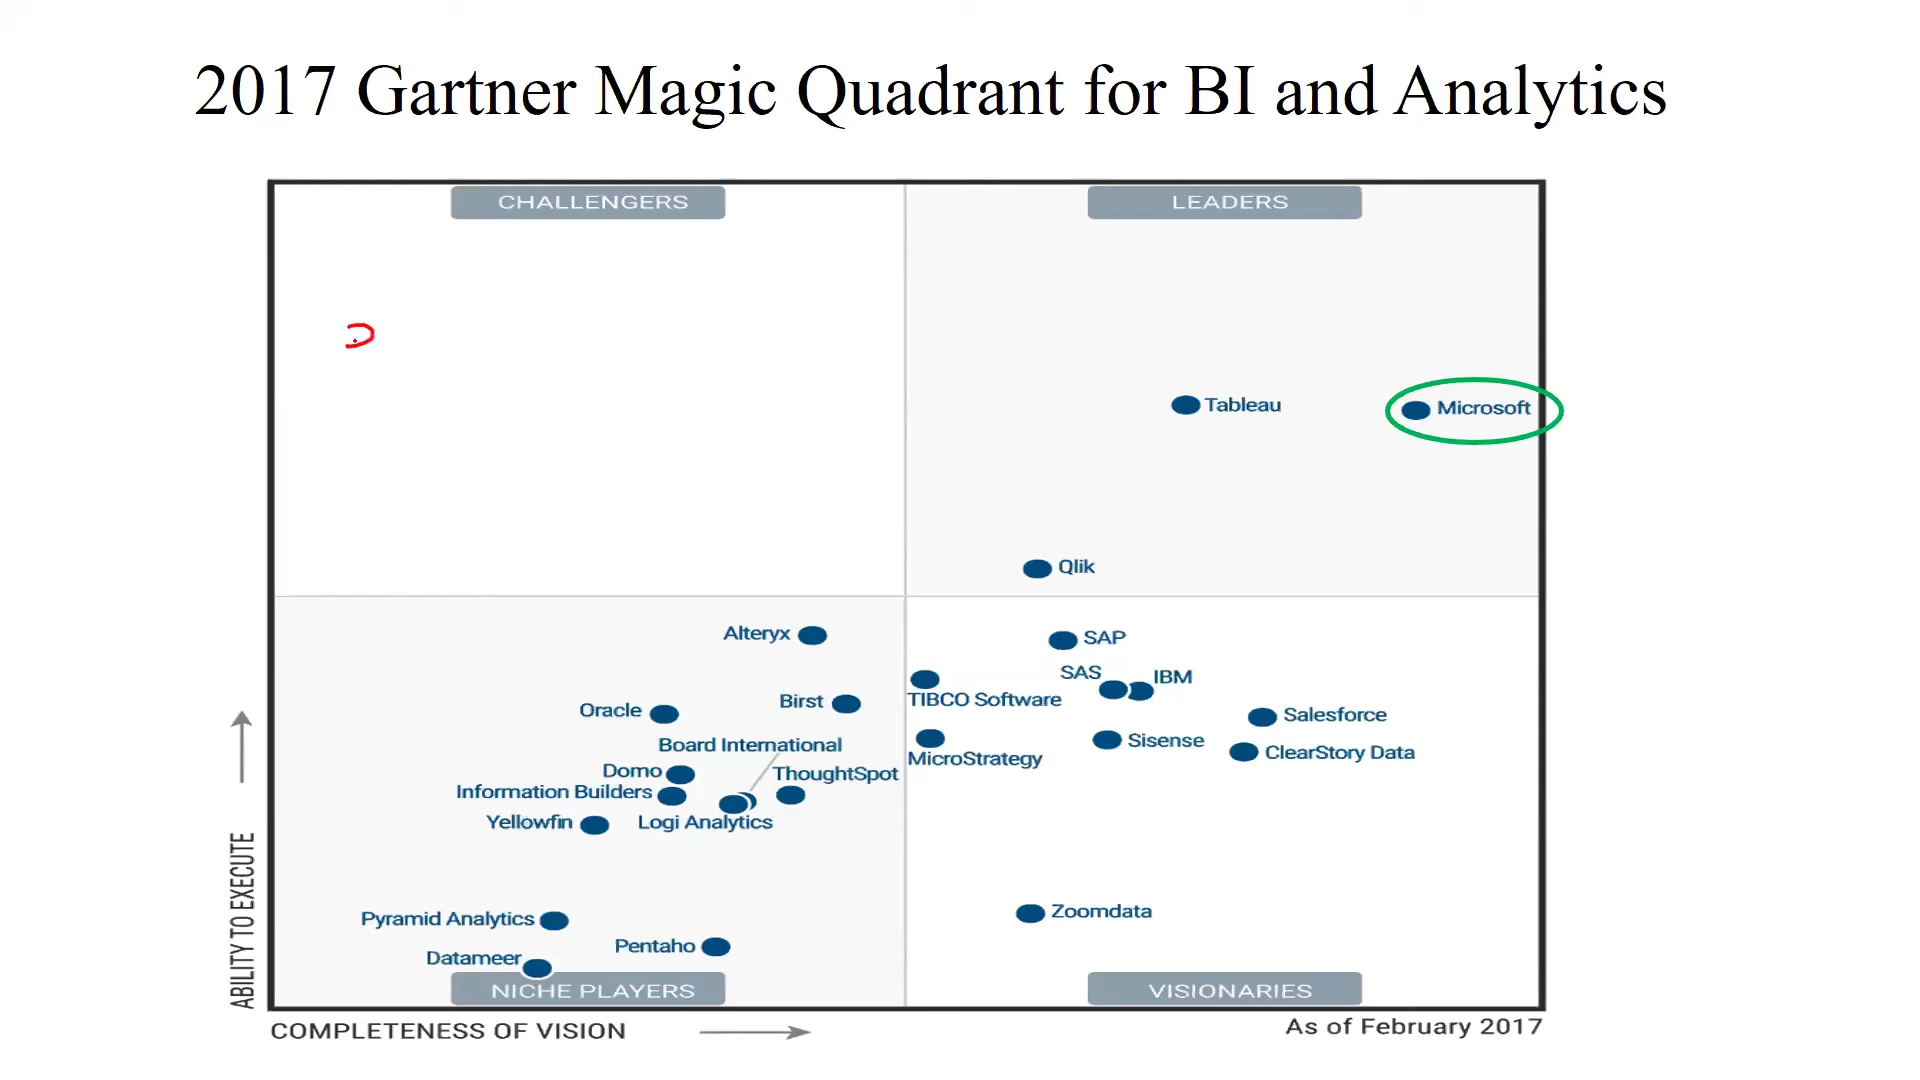 2017 Gartner Magic Quadrant for BI and Analytics
CHALLENGERS
LEADERS
Tableau
Microsoft
Qlik
Alteryx
SAP
SAS
IBM
Birst
TIBCO Software
Oracle
Salesforce
Board International
Sisense
ClearStory Data
MicroStrategy
Domo
ThoughtSpot
Information Builders
Yellowfin
Logi Analytics
Pyramid Analytics
Zoomdata
Pentaho
Datameer
NICHE PLAYERS
VISIONARIES
ABILITY TO EXECUTE
COMPLETENESS OF VISION
As of February 2017